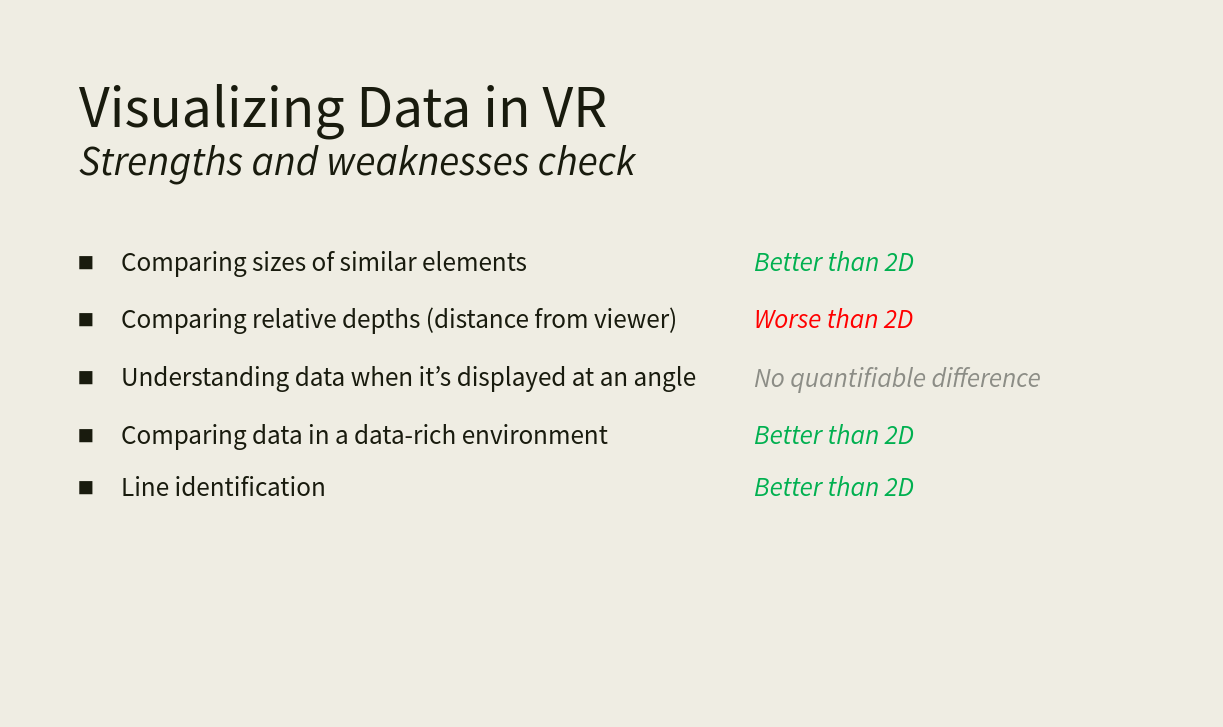 Visualizing Data in VR
Strengths and weaknesses check
■ Comparing sizes of similar elements Better than 2D
■ Comparing relative depths (distance from viewer) Worse than 2D
■ Understanding data when it’s displayed at an angle No quantifiable difference
■ Comparing data in a data-rich environment Better than 2D
■ Line identification Better than 2D